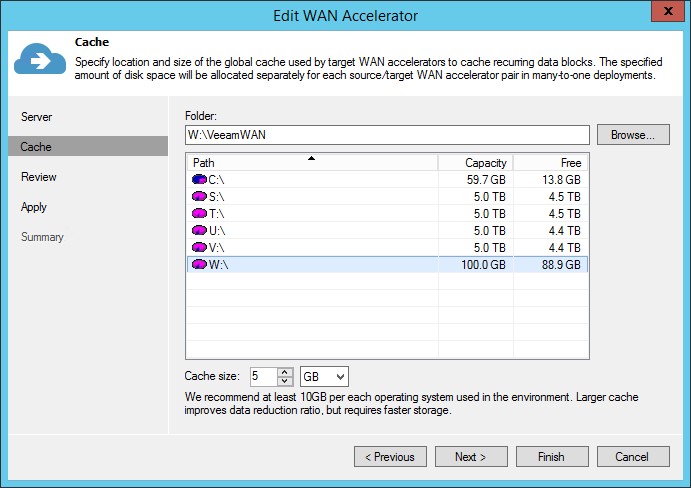 Edit WAN Accelerator
x
Cache
Specify location and size of the global cache used by target WAN accelerators to cache recurring data blocks. The specified
amount of disk space will be allocated separately for each source/target WAN accelerator pair in many-to-one deployments.
Server
Cache
Review
Apply
Summary
Folder:
W:\VeeamWAN
Browse...
Path Capacity Free
C:\ 59.7 GB 13.8 GB
S:\ 5.0 TB 4.5 TB
T:\ 5.0 TB 4.5 TB
U:\ 5.0 TB 4.4 TB
V:\ 5.0 TB 4.4 TB
W:\ 100.0 GB 88.9 GB
Cache size: 5 GB
We recommend at least 10GB per each operating system used in the environment. Larger cache
improves data reduction ratio, but requires faster storage.
< Previous Next > Finish Cancel